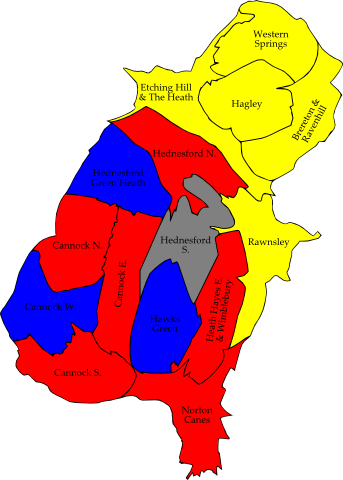 Western
Springs
Etching Hill
& The Heath
Hagley
Brereton &
Ravenhill
Hednesford N.
Hednesford
Green Heath
Hednesford
S.
Rawnsley
Cannock N.
Cannock E.
Cannock W.
Hawks
Green
Heath Hayes E.
& Wimblebury
Cannock S.
Norton
Canes